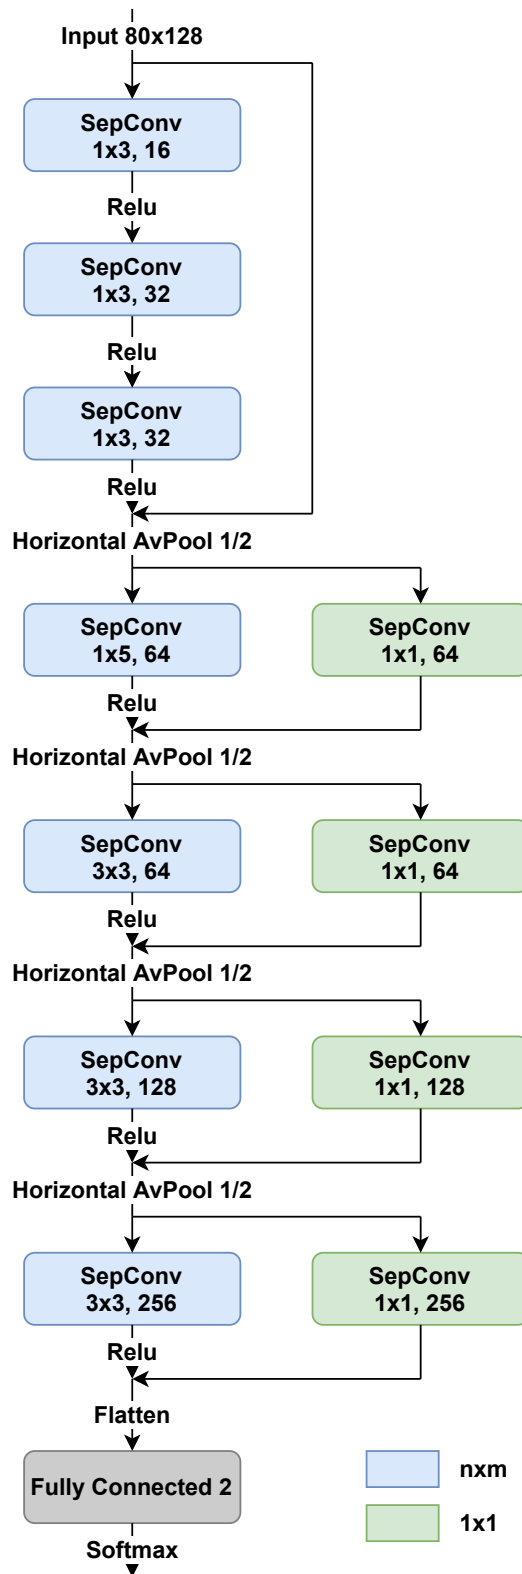 Input 80x128
SepConv
1x3, 16
Relu
SepConv
1x3, 32
Relu
SepConv
1x3, 32
Relu
Horizontal AvPool 1/2
SepConv
1x5, 64
SepConv
1x1, 64
Relu
Horizontal AvPool 1/2
SepConv
3x3, 64
SepConv
1x1, 64
Relu
Horizontal AvPool 1/2
SepConv
3x3, 128
SepConv
1x1, 128
Relu
Horizontal AvPool 1/2
SepConv
3x3, 256
SepConv
1x1, 256
Relu
Flatten
Fully Connected 2
Softmax
nxm
1x1